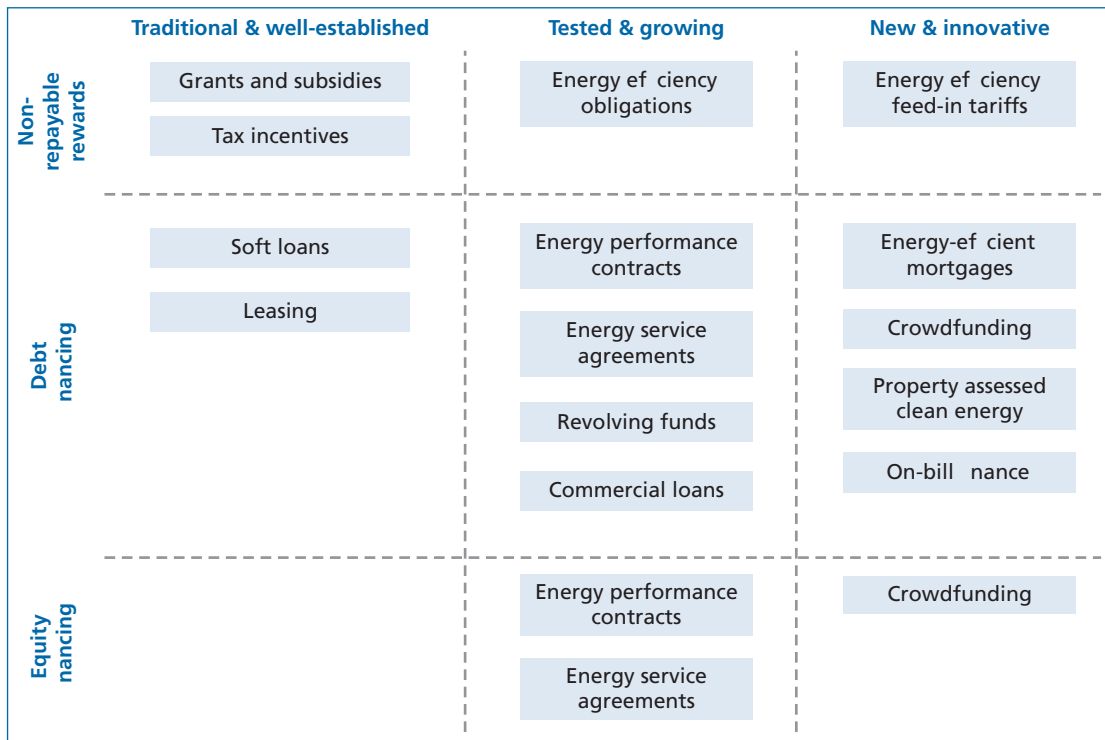 Traditional & well-established
Tested & growing
New & innovative
Non-
repayable
rewards
Grants and subsidies
Tax incentives
Energy ef ciency
obligations
Energy ef ciency
feed-in tariffs
Debt
nancing
Soft loans
Leasing
Energy performance
contracts
Energy service
agreements
Revolving funds
Commercial loans
Energy-ef cient
mortgages
Crowdfunding
Property assessed
clean energy
On-bill nance
Equity
nancing
Energy performance
contracts
Energy service
agreements
Crowdfunding